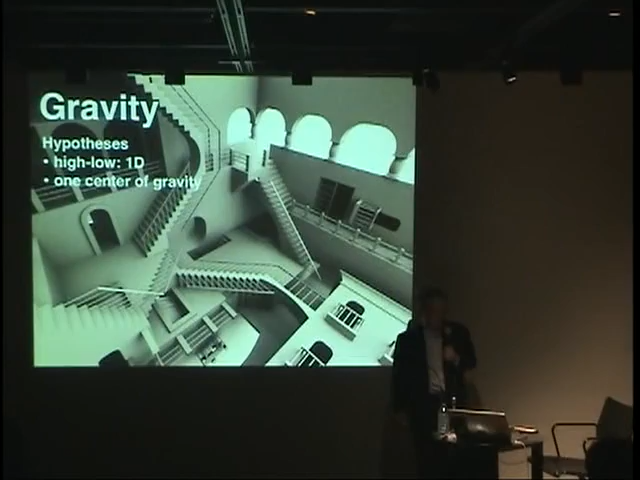 Gravity
Hypotheses
• high-low: 1D
• one center of gravity